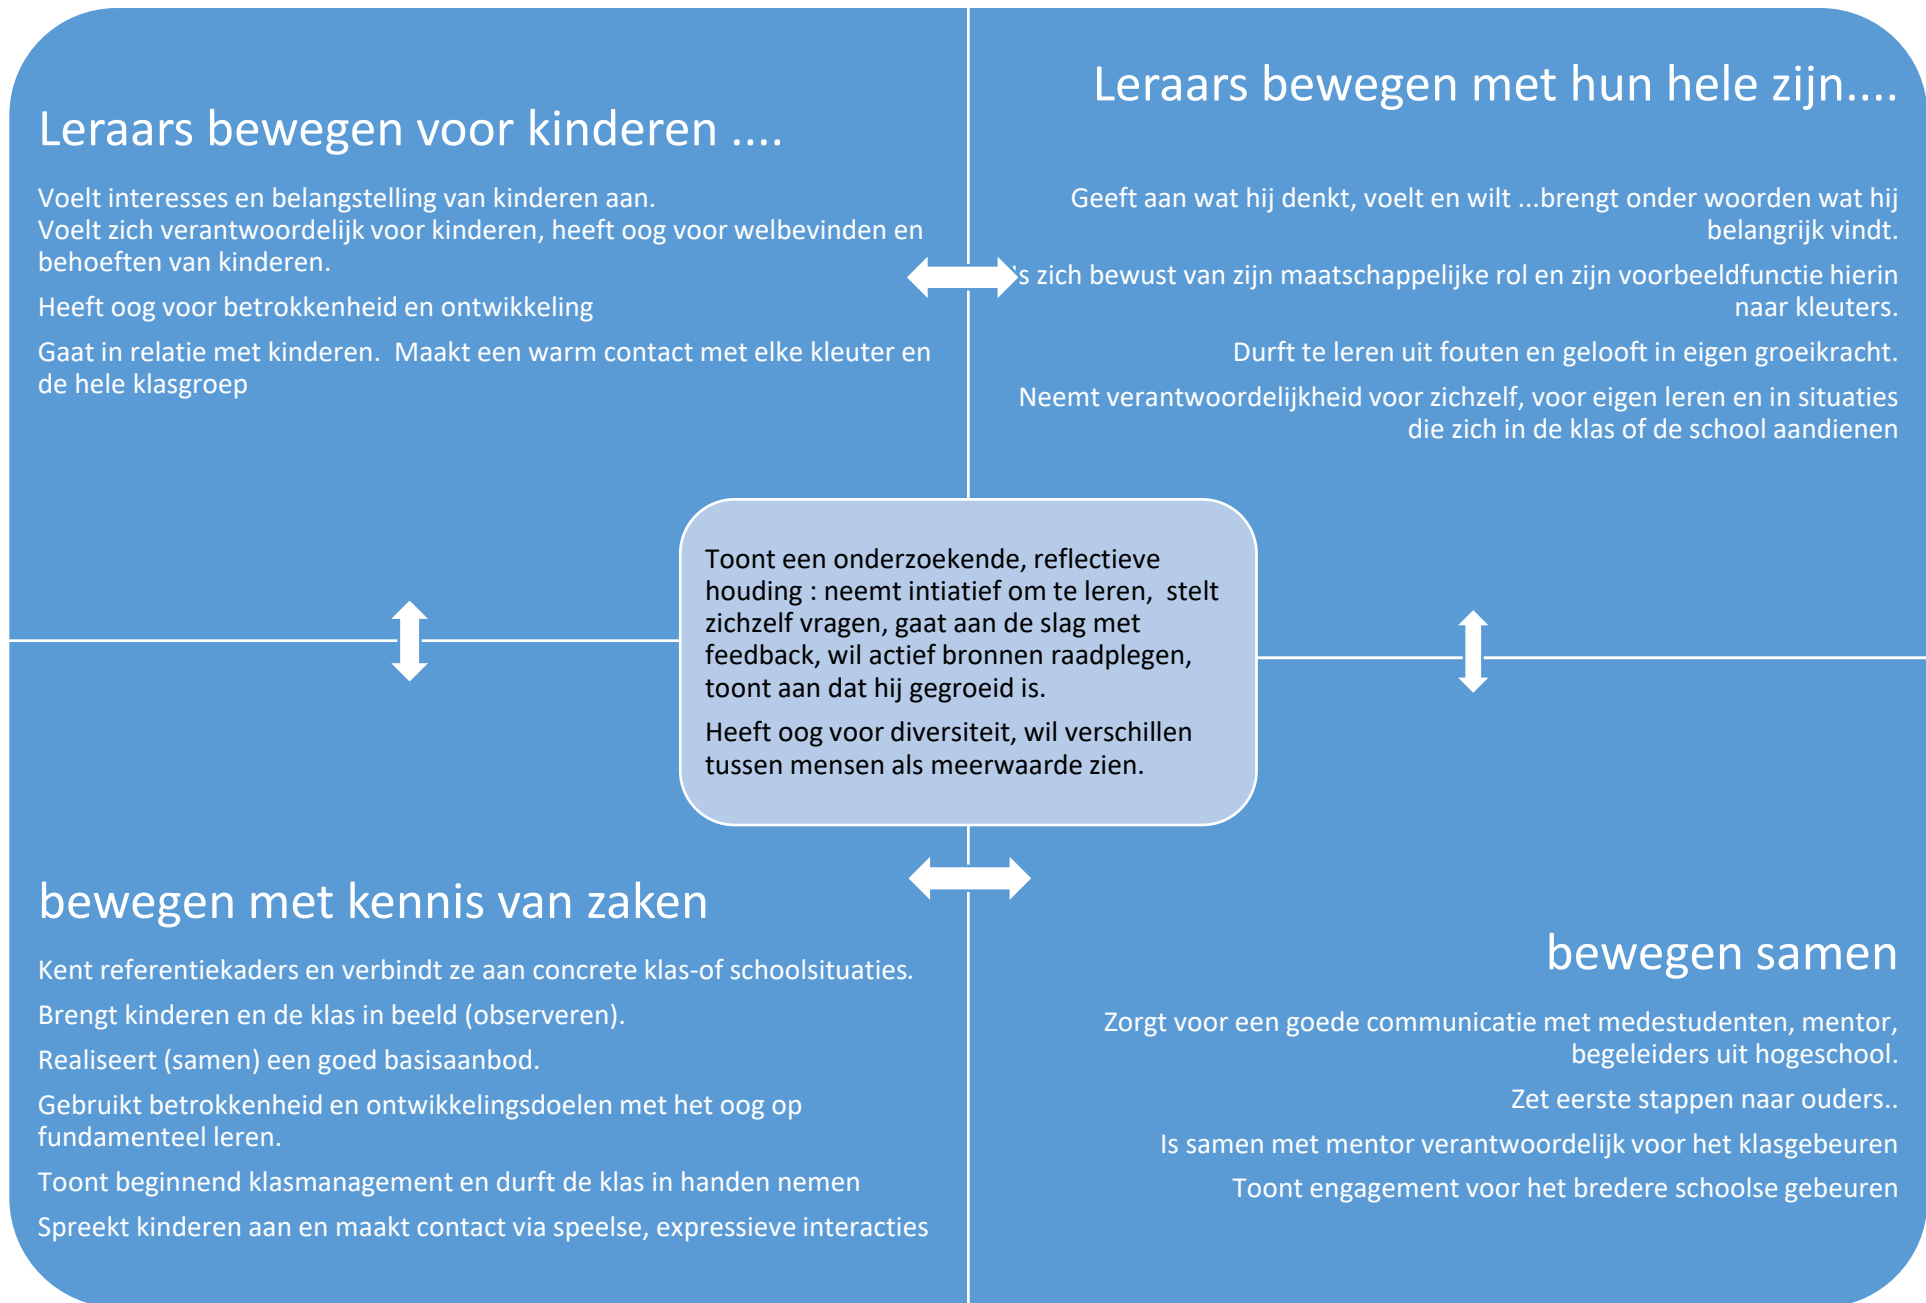 Leraars bewegen voor kinderen ....
Voelt interesses en belangstelling van kinderen aan.
Voelt zich verantwoordelijk voor kinderen, heeft oog voor welbevinden en
behoeften van kinderen.
Heeft oog voor betrokkenheid en ontwikkeling
Gaat in relatie met kinderen.  Maakt een warm contact met elke kleuter en
de hele klasgroep
Leraars bewegen met hun hele zijn....
Geeft aan wat hij denkt, voelt en wilt ...brengt onder woorden wat hij
belangrijk vindt.
s zich bewust van zijn maatschappelijke rol en zijn voorbeeldfunctie hierin
naar kleuters.
Durft te leren uit fouten en gelooft in eigen groeikracht.
Neemt verantwoordelijkheid voor zichzelf, voor eigen leren en in situaties
die zich in de klas of de school aandienen
Toont een onderzoekende, reflectieve
houding : neemt intiatief om te leren,  stelt
zichzelf vragen, gaat aan de slag met
feedback, wil actief bronnen raadplegen,
toont aan dat hij gegroeid is.
Heeft oog voor diversiteit, wil verschillen
tussen mensen als meerwaarde zien.
bewegen met kennis van zaken
Kent referentiekaders en verbindt ze aan concrete klas-of schoolsituaties.
Brengt kinderen en de klas in beeld (observeren).
Realiseert (samen) een goed basisaanbod.
Gebruikt betrokkenheid en ontwikkelingsdoelen met het oog op
fundamenteel leren.
Toont beginnend klasmanagement en durft de klas in handen nemen
Spreekt kinderen aan en maakt contact via speelse, expressieve interacties
bewegen samen
Zorgt voor een goede communicatie met medestudenten, mentor,
begeleiders uit hogeschool.
Zet eerste stappen naar ouders..
Is samen met mentor verantwoordelijk voor het klasgebeuren
Toont engagement voor het bredere schoolse gebeuren